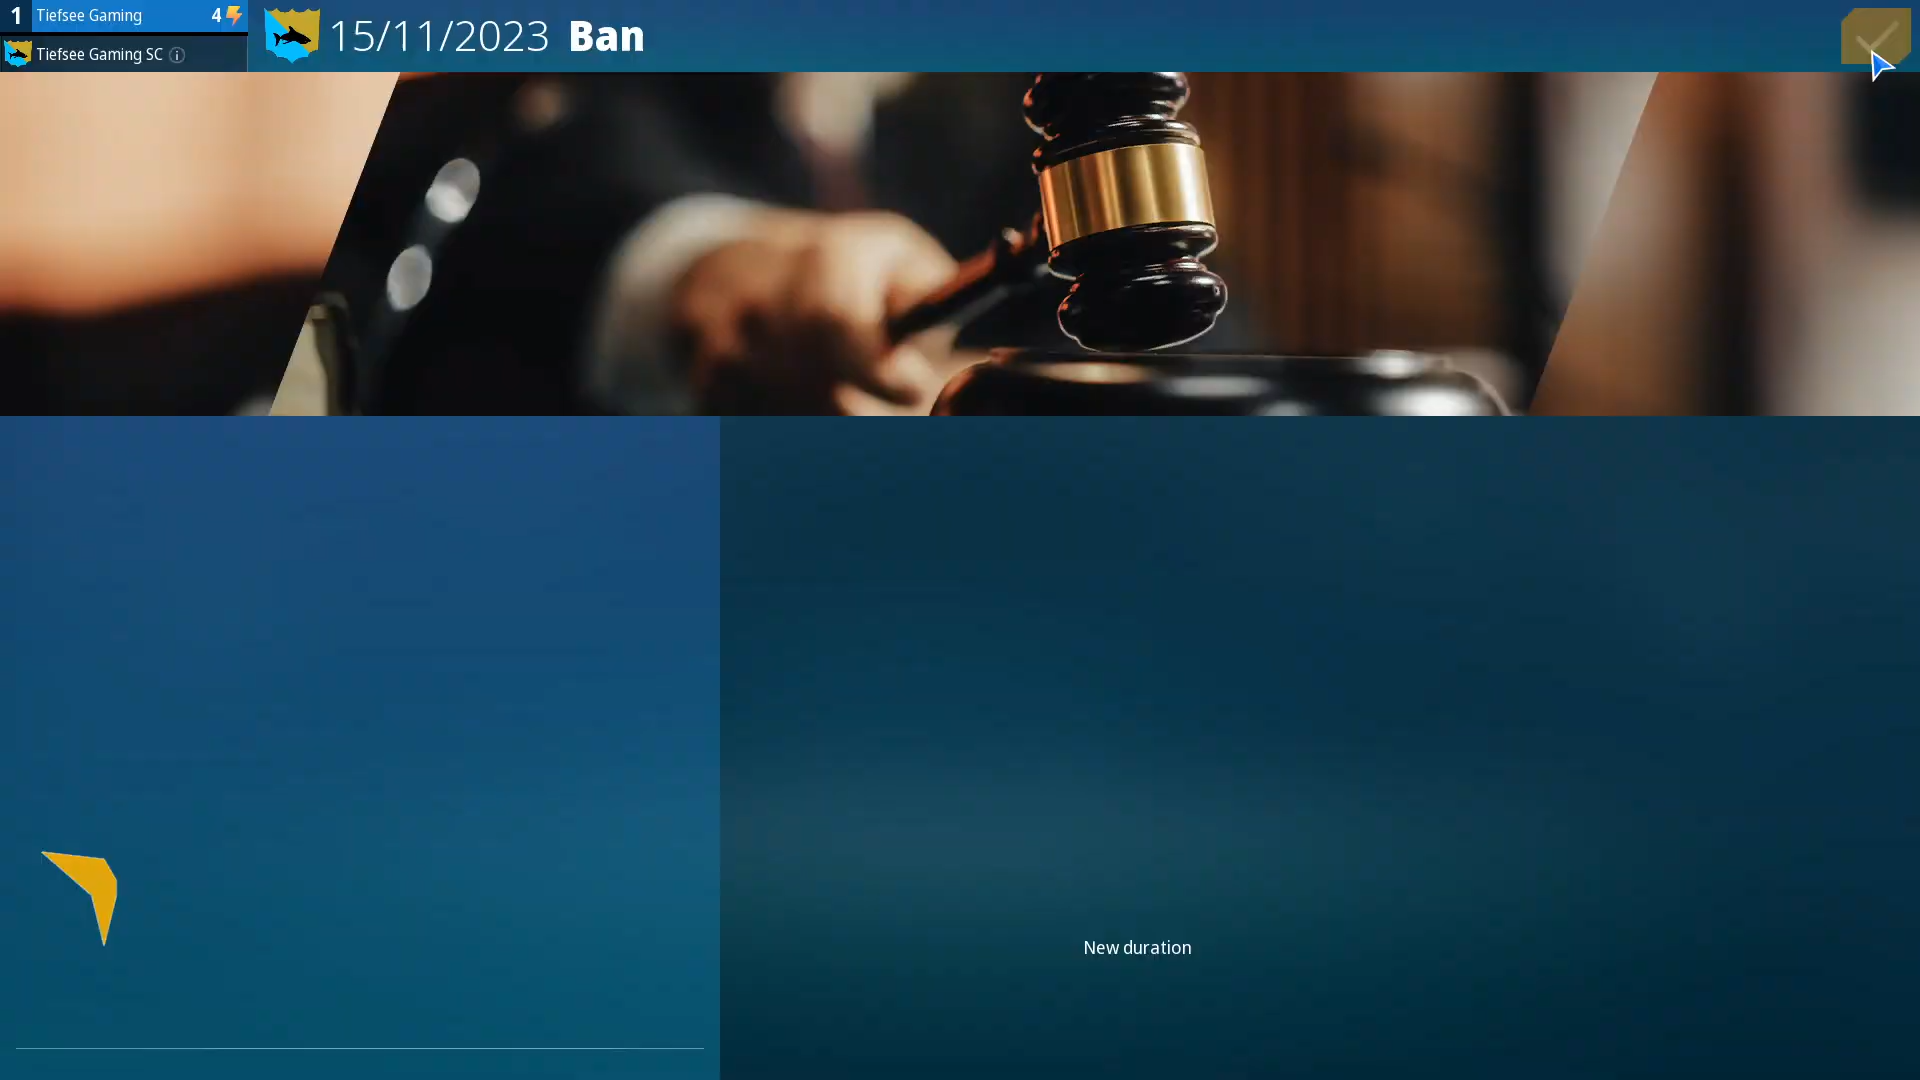 1 Tiefsee Gaming 4
Tiefsee Gaming SC
15/11/2023 Ban
New duration